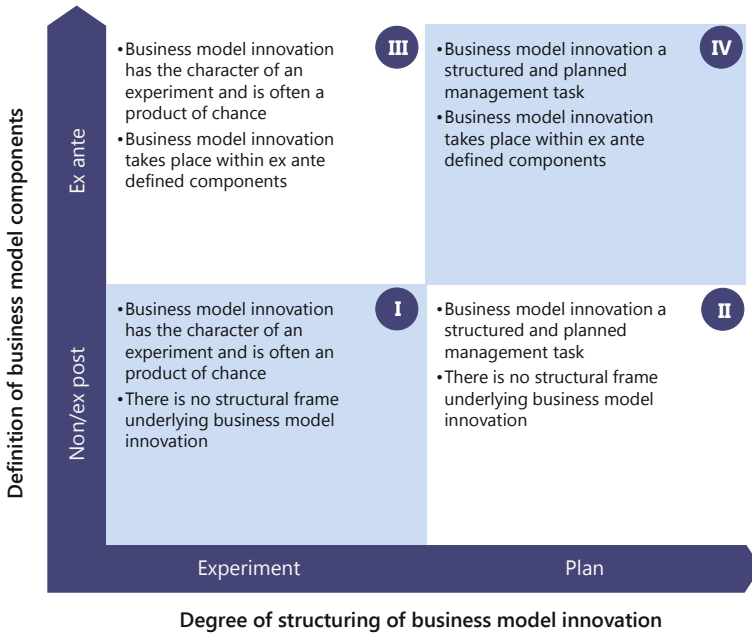 Definition of business model components
Ex ante
Non/ex post
•Business model innovation
has the character of an
experiment and is often a
product of chance
•Business model innovation
takes place within ex ante
defined components
III
•Business model innovation a
structured and planned
management task
•Business model innovation
takes place within ex ante
defined components
IV
•Business model innovation
has the character of an
experiment and is often an
product of chance
•There is no structural frame
underlying business model
innovation
I
•Business model innovation a
structured and planned
management task
•There is no structural frame
underlying business model
innovation
II
Experiment
Plan
Degree of structuring of business model innovation